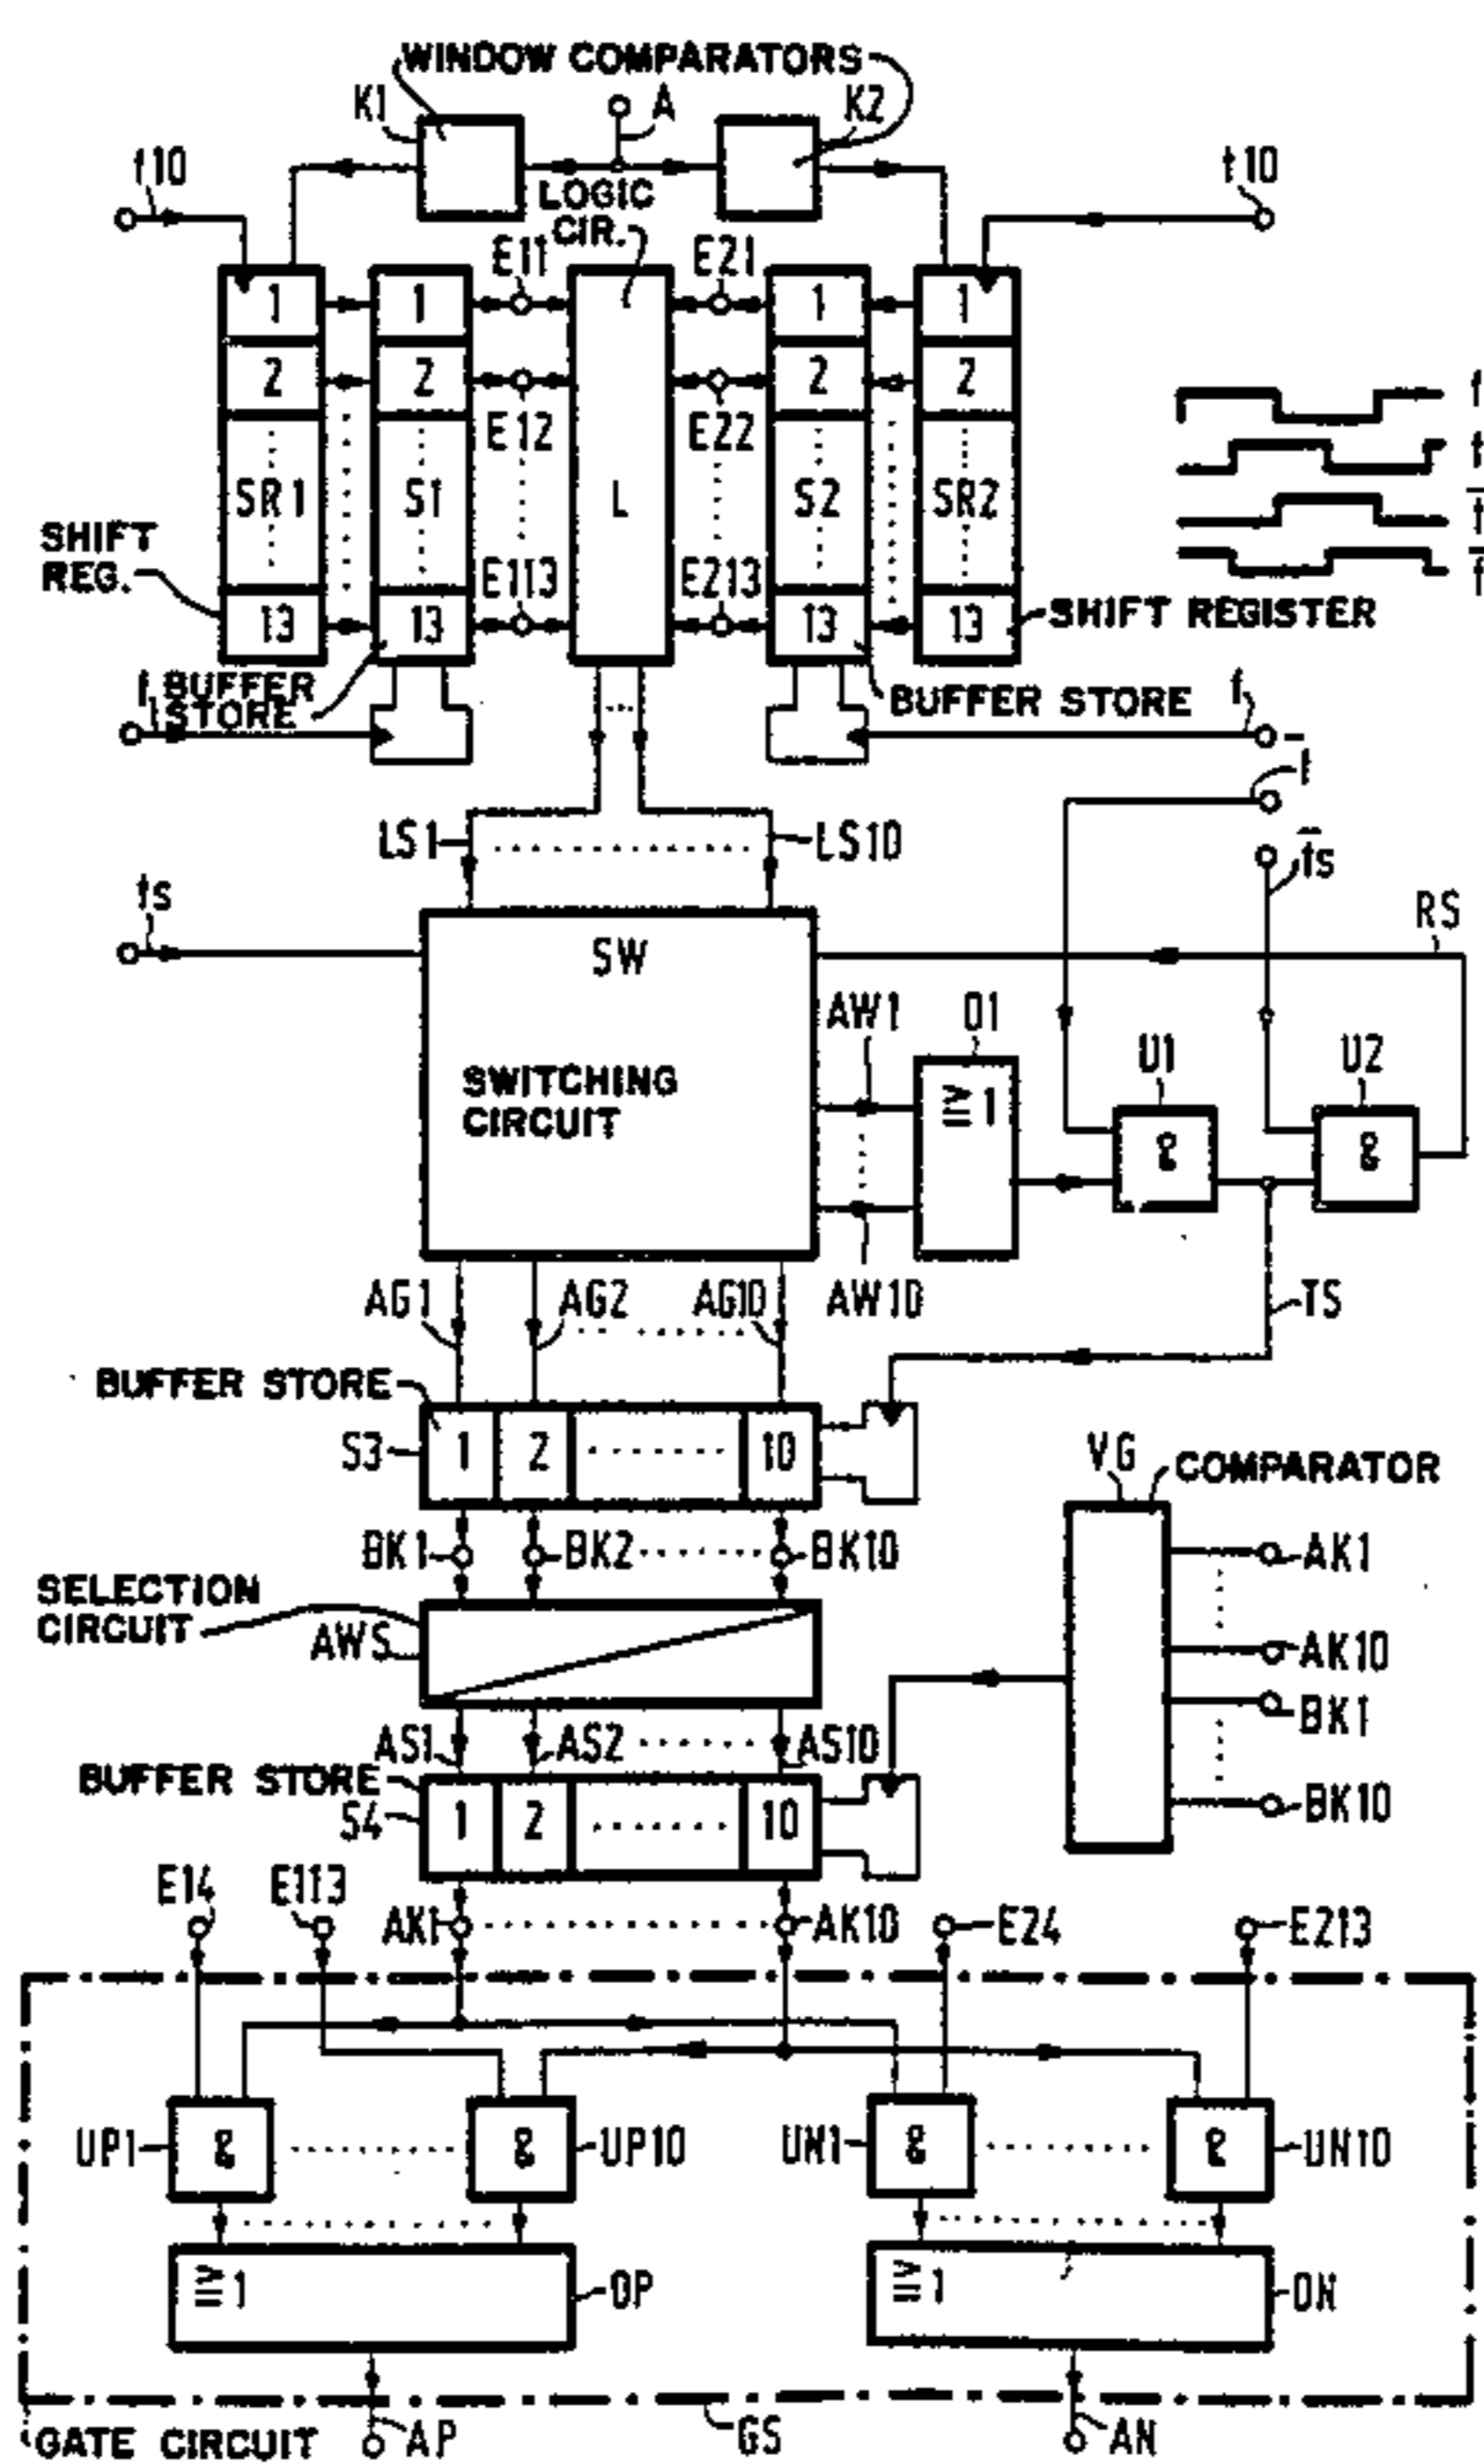 WINDOW COMPARATORS
K1 A K2
t10 t10
LOGIC
CIR.
E11 E21
1 1 1 1
2 2 2 2
E12 E22
SR1 S1 L S2 SR2
SHIFT
REG.
E113 E213
13 13 13 13
SHIFT REGISTER
BUFFER
STORE
BUFFER STORE
LS1 LS10
ts ts
RS
SW
AW1 O1
U1 U2
SWITCHING
CIRCUIT
≧1
& &
AG1 AG2 AG10 AW10
TS
BUFFER STORE
S3 1 2 10
VG COMPARATOR
BK1 BK2 BK10 AK1
SELECTION
CIRCUIT
AWS
AK10
BK1
AS1 AS2 AS10
BUFFER STORE
S4 1 2 10
BK10
E14 E113
AK1 AK10 E24 E213
UP1 & & UP10 UN1 & & UN10
≧1 OP ≧1 ON
GATE CIRCUIT AP GS AN